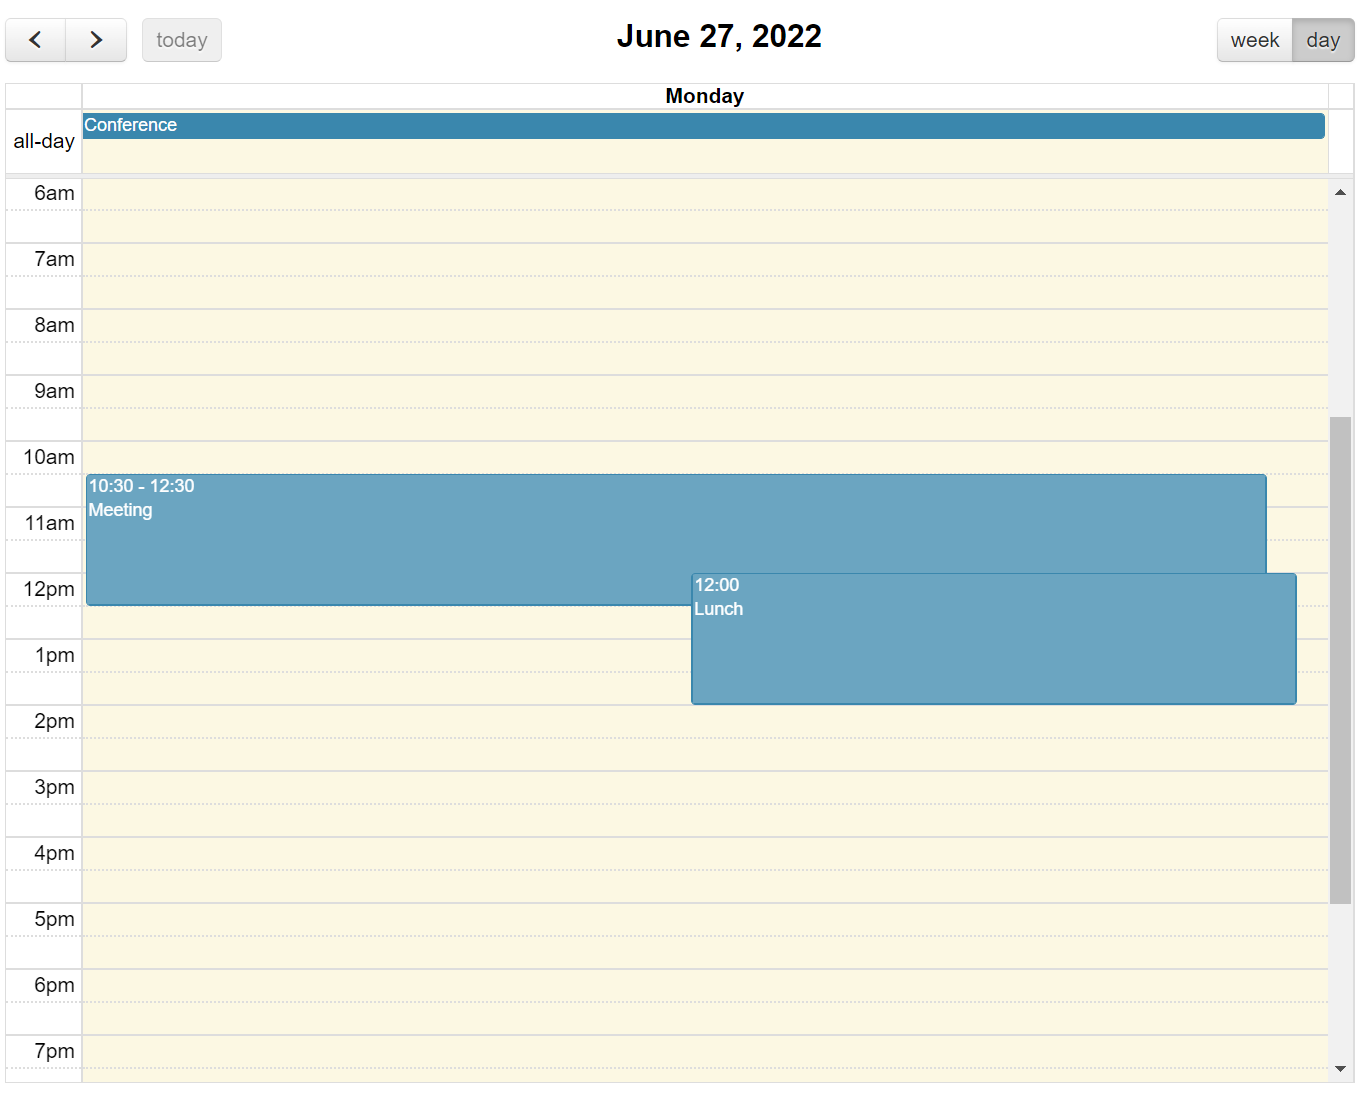 today
June 27, 2022
week
day
Monday
all-day
Conference
6am
7am
8am
9am
10am
10:30 - 12:30
Meeting
11am
12pm
12:00
Lunch
1pm
2pm
3pm
4pm
5pm
6pm
7pm